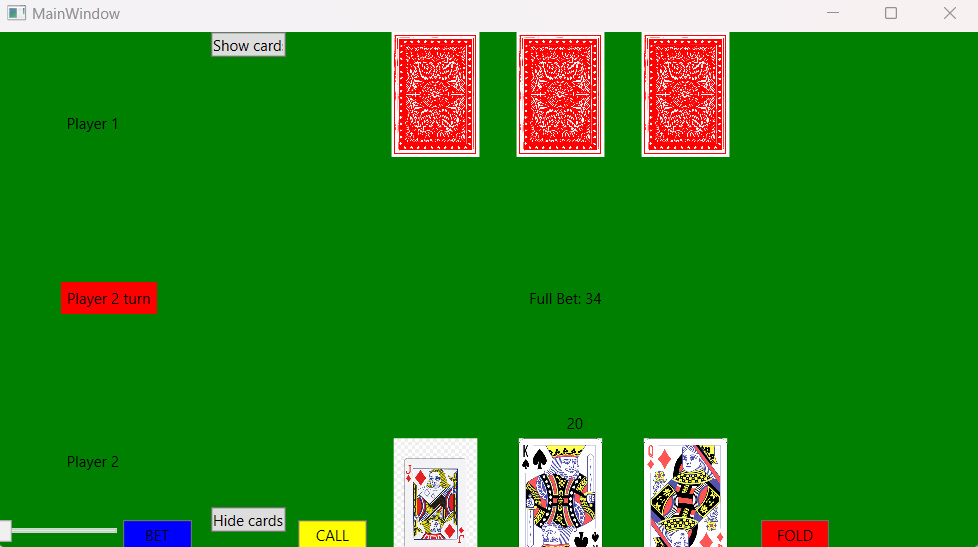 MainWindow
Show card
Player 1
Player 2 turn
Full Bet: 34
20
Player 2
J
K
Q
J
Hide cards
BET
CALL
FOLD